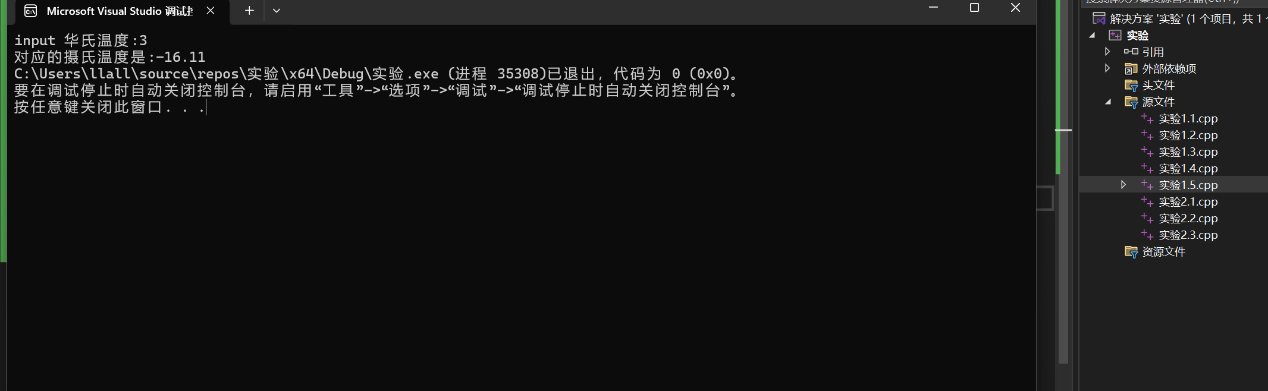 Microsoft Visual Studio 调试
input 华氏温度:3
对应的摄氏温度是:-16.11
C:\Users\llall\source\repos\实验\x64\Debug\实验.exe (进程 35308)已退出，代码为 0 (0x0)。
要在调试停止时自动关闭控制台，请启用“工具”->“选项”->“调试”->“调试停止时自动关闭控制台”。
按任意键关闭此窗口. . .
解决方案 '实验' (1 个项目，共 1
实验
引用
外部依赖项
头文件
源文件
实验1.1.cpp
实验1.2.cpp
实验1.3.cpp
实验1.4.cpp
实验1.5.cpp
实验2.1.cpp
实验2.2.cpp
实验2.3.cpp
资源文件